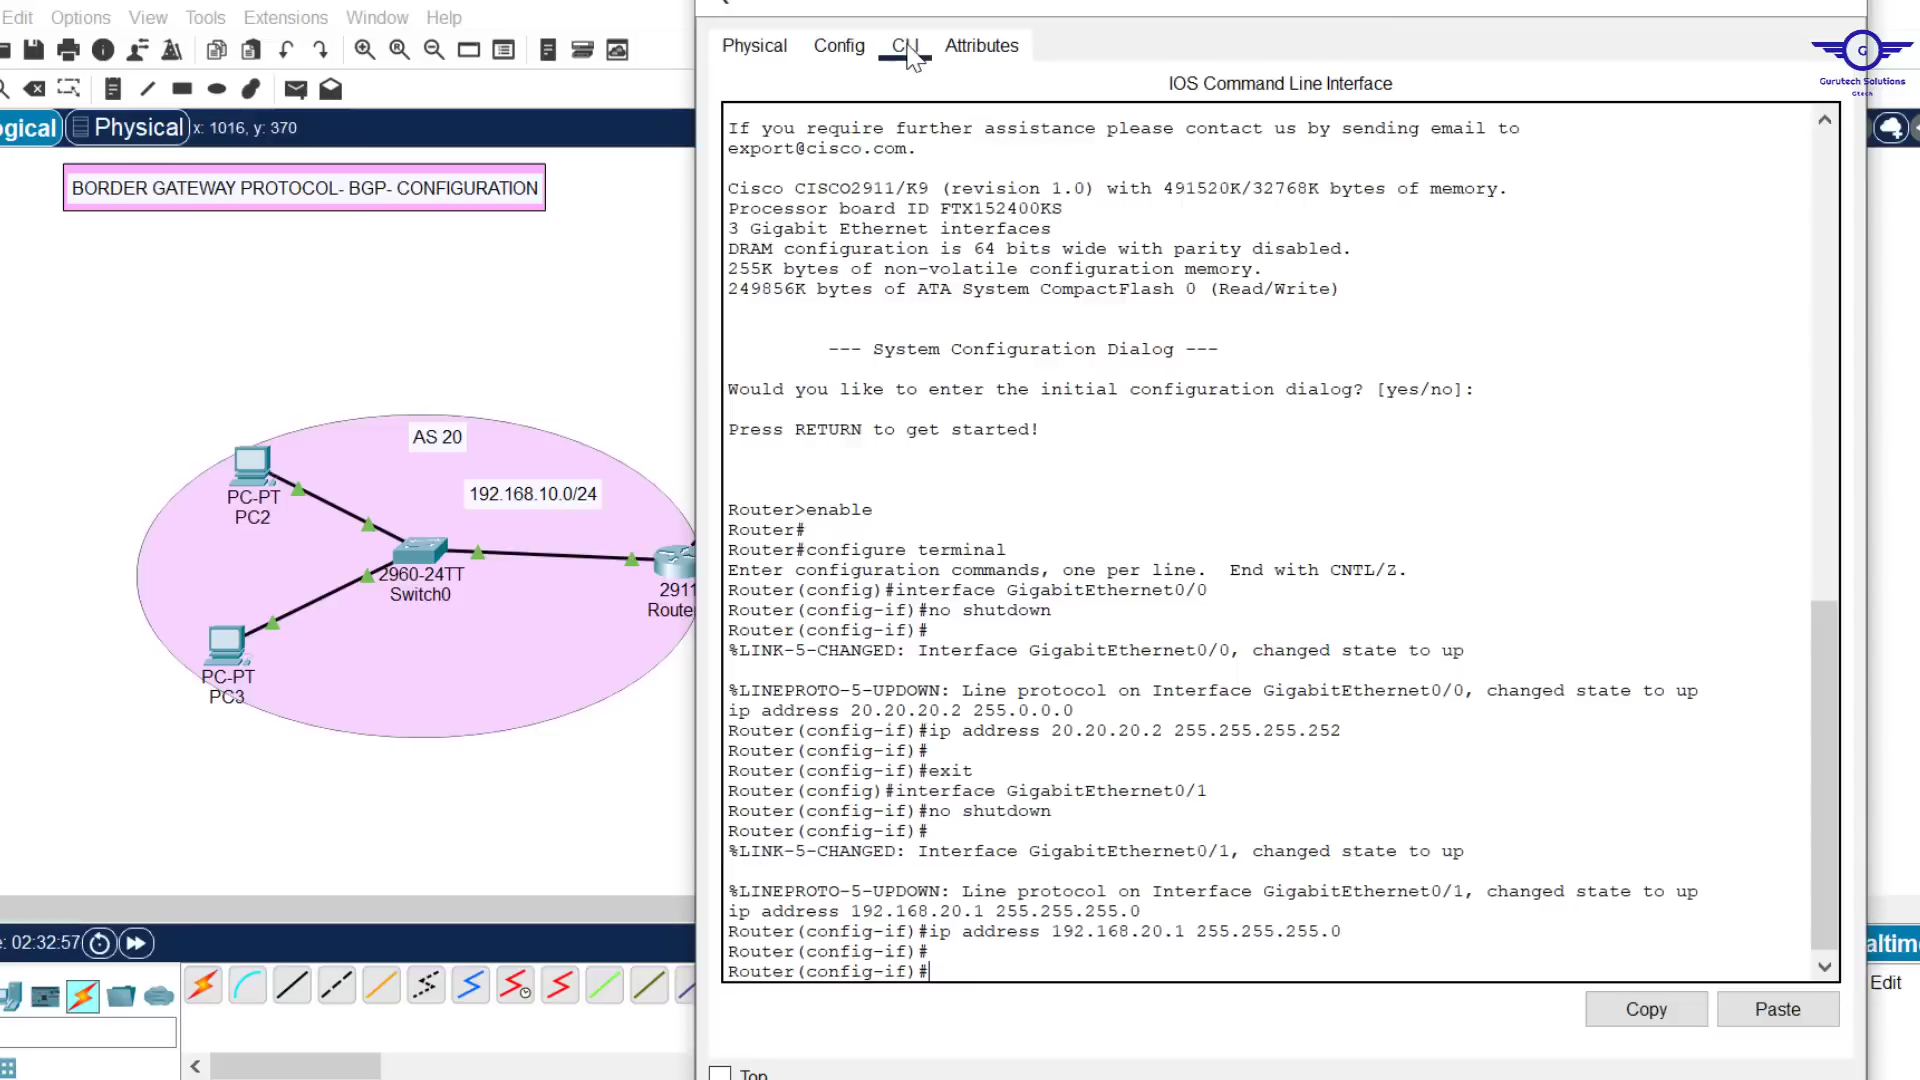 Edit Options View Tools Extensions Window Help
Physical Config CLI Attributes
G
Gurutech Solutions
Gtech
IOS Command Line Interface
ogical Physical x: 1016, y: 370
BORDER GATEWAY PROTOCOL- BGP- CONFIGURATION
AS 20
192.168.10.0/24
PC-PT
PC2
2960-24TT
Switch0
2911
Route
PC-PT
PC3
If you require further assistance please contact us by sending email to
export@cisco.com.
Cisco CISCO2911/K9 (revision 1.0) with 491520K/32768K bytes of memory.
Processor board ID FTX152400KS
3 Gigabit Ethernet interfaces
DRAM configuration is 64 bits wide with parity disabled.
255K bytes of non-volatile configuration memory.
249856K bytes of ATA System CompactFlash 0 (Read/Write)
--- System Configuration Dialog ---
Would you like to enter the initial configuration dialog? [yes/no]:
Press RETURN to get started!
Router>enable
Router#
Router#configure terminal
Enter configuration commands, one per line. End with CNTL/Z.
Router(config)#interface GigabitEthernet0/0
Router(config-if)#no shutdown
Router(config-if)#
%LINK-5-CHANGED: Interface GigabitEthernet0/0, changed state to up
%LINEPROTO-5-UPDOWN: Line protocol on Interface GigabitEthernet0/0, changed state to up
ip address 20.20.20.2 255.0.0.0
Router(config-if)#ip address 20.20.20.2 255.255.255.252
Router(config-if)#
Router(config-if)#exit
Router(config)#interface GigabitEthernet0/1
Router(config-if)#no shutdown
Router(config-if)#
%LINK-5-CHANGED: Interface GigabitEthernet0/1, changed state to up
%LINEPROTO-5-UPDOWN: Line protocol on Interface GigabitEthernet0/1, changed state to up
ip address 192.168.20.1 255.255.255.0
Router(config-if)#ip address 192.168.20.1 255.255.255.0
Router(config-if)#
Router(config-if)#
e: 02:32:57
altime
Edit
Copy Paste
Top